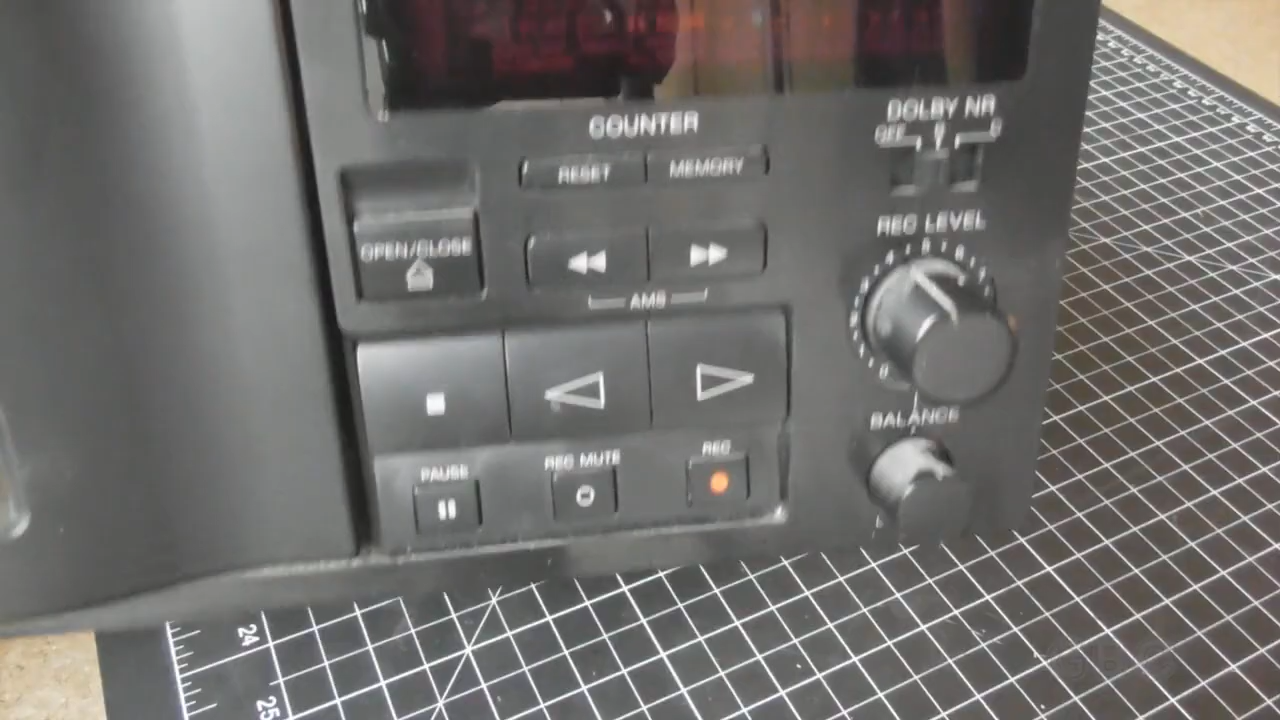 COUNTER
DOLBY NR
OFF B C
RESET MEMORY
REC LEVEL
OPEN/CLOSE
AMS
BALANCE
PAUSE REC MUTE REC
24
25